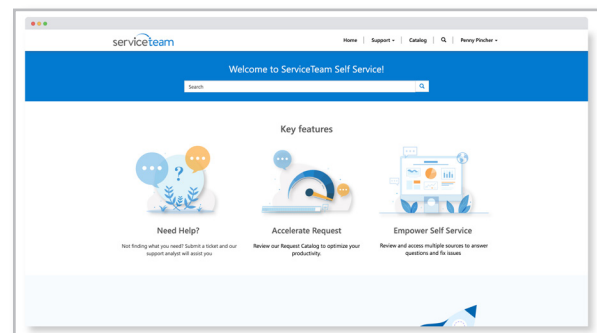 serviceteam
Home Support Catalog Penny Pincher
Welcome to ServiceTeam Self Service!
Search
Key features
?
Need Help?
Not finding what you need? Submit a ticket and our
support analyst will assist you
Accelerate Request
Review our Request Catalog to optimize your
productivity.
Empower Self Service
Review and access multiple sources to answer
questions and fix issues